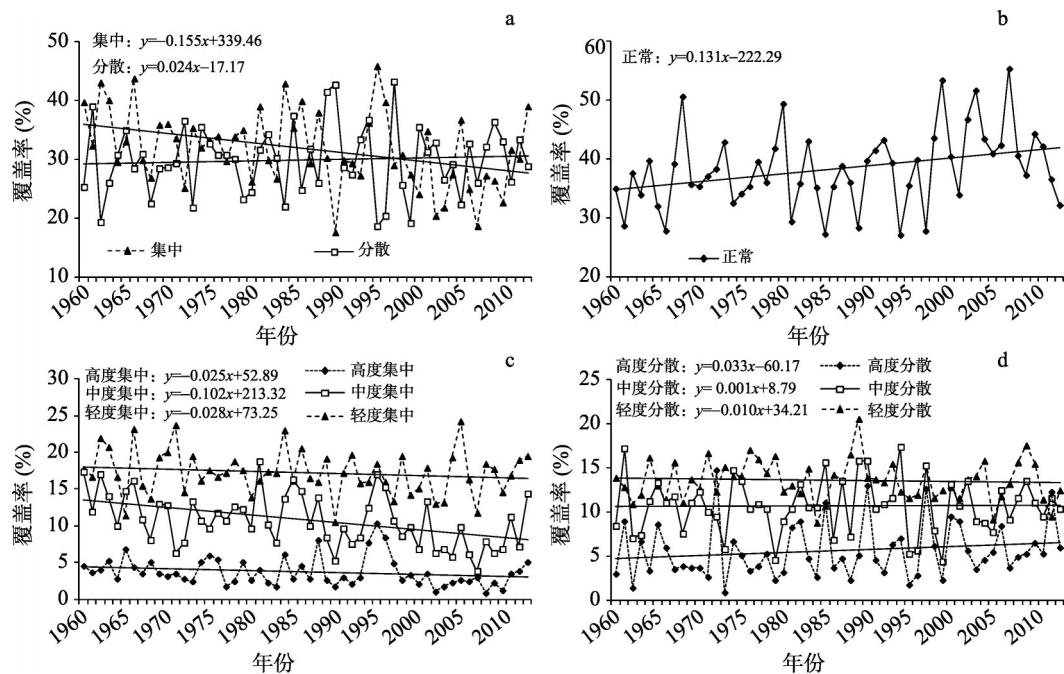 a
集中：y=-0.155x+339.46
分散：y=0.024x-17.17
覆盖率 (%)
50
40
30
20
10
集中
分散
1960 1965 1970 1975 1980 1985 1990 1995 2000 2005 2010
年份
b
正常：y=0.131x-222.29
覆盖率 (%)
60
50
40
30
20
正常
1960 1965 1970 1975 1980 1985 1990 1995 2000 2005 2010
年份
c
高度集中：y=-0.025x+52.89
中度集中：y=-0.102x+213.32
轻度集中：y=-0.028x+73.25
高度集中
中度集中
轻度集中
覆盖率 (%)
30
25
20
15
10
5
0
1960 1965 1970 1975 1980 1985 1990 1995 2000 2005 2010
年份
d
高度分散：y=0.033x-60.17
中度分散：y= 0.001x+8.79
轻度分散：y=-0.010x+34.21
高度分散
中度分散
轻度分散
覆盖率 (%)
25
20
15
10
5
0
1960 1965 1970 1975 1980 1985 1990 1995 2000 2005 2010
年份